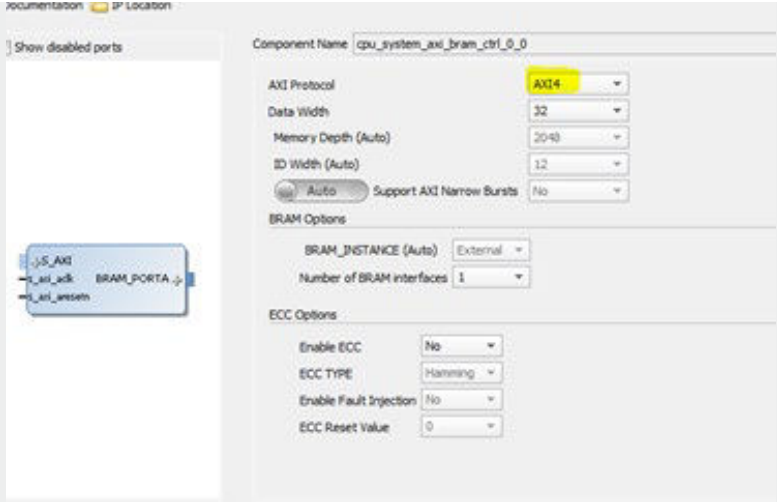 Documentation IP Location
Show disabled ports
Component Name cpu_system_axi_bram_ctrl_0_0
AXI Protocol AXI4
Data Width 32
Memory Depth (Auto) 2048
ID Width (Auto) 12
Auto Support AXI Narrow Bursts No
BRAM Options
BRAM_INSTANCE (Auto) External
Number of BRAM interfaces 1
S_AXI
s_axi_aclk BRAM_PORTA
s_axi_aresetn
ECC Options
Enable ECC No
ECC TYPE Hamming
Enable Fault Injection No
ECC Reset Value 0